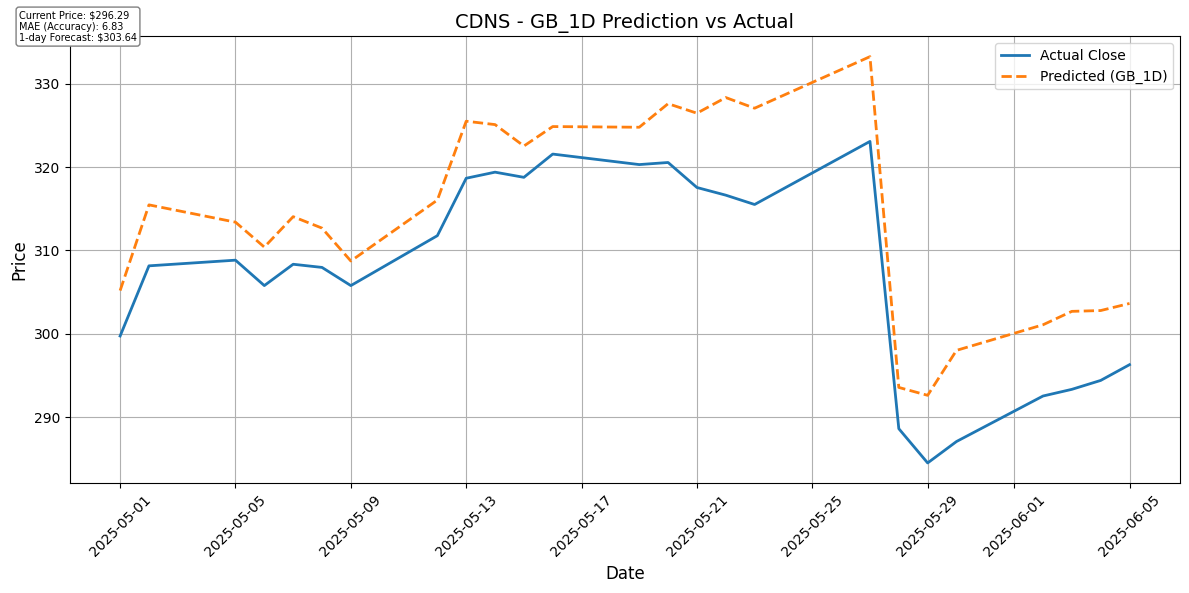 Current Price: $296.29
MAE (Accuracy): 6.83
1-day Forecast: $303.64
CDNS - GB_1D Prediction vs Actual
Actual Close
Predicted (GB_1D)
Price
330
320
310
300
290
2025-05-01
2025-05-05
2025-05-09
2025-05-13
2025-05-17
2025-05-21
2025-05-25
2025-05-29
2025-06-01
2025-06-05
Date